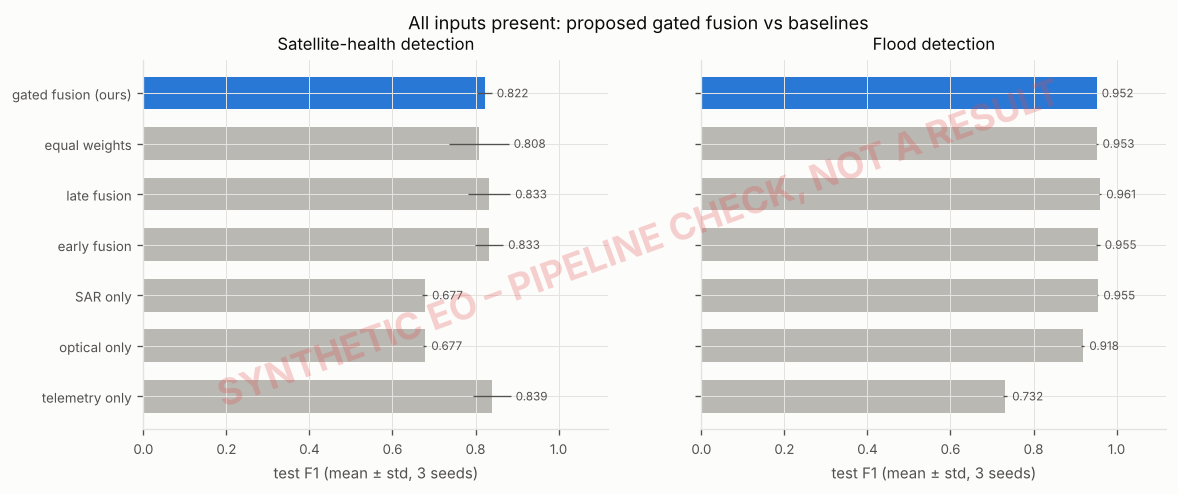 All inputs present: proposed gated fusion vs baselines
Satellite-health detection
gated fusion (ours)
equal weights
late fusion
early fusion
SAR only
optical only
telemetry only
0.822
0.808
0.833
0.833
0.677
0.677
0.839
0.0 0.2 0.4 0.6 0.8 1.0
test F1 (mean ± std, 3 seeds)
Flood detection
0.952
0.953
0.961
0.955
0.955
0.918
0.732
0.0 0.2 0.4 0.6 0.8 1.0
test F1 (mean ± std, 3 seeds)
SYNTHETIC EO – PIPELINE CHECK, NOT A RESULT